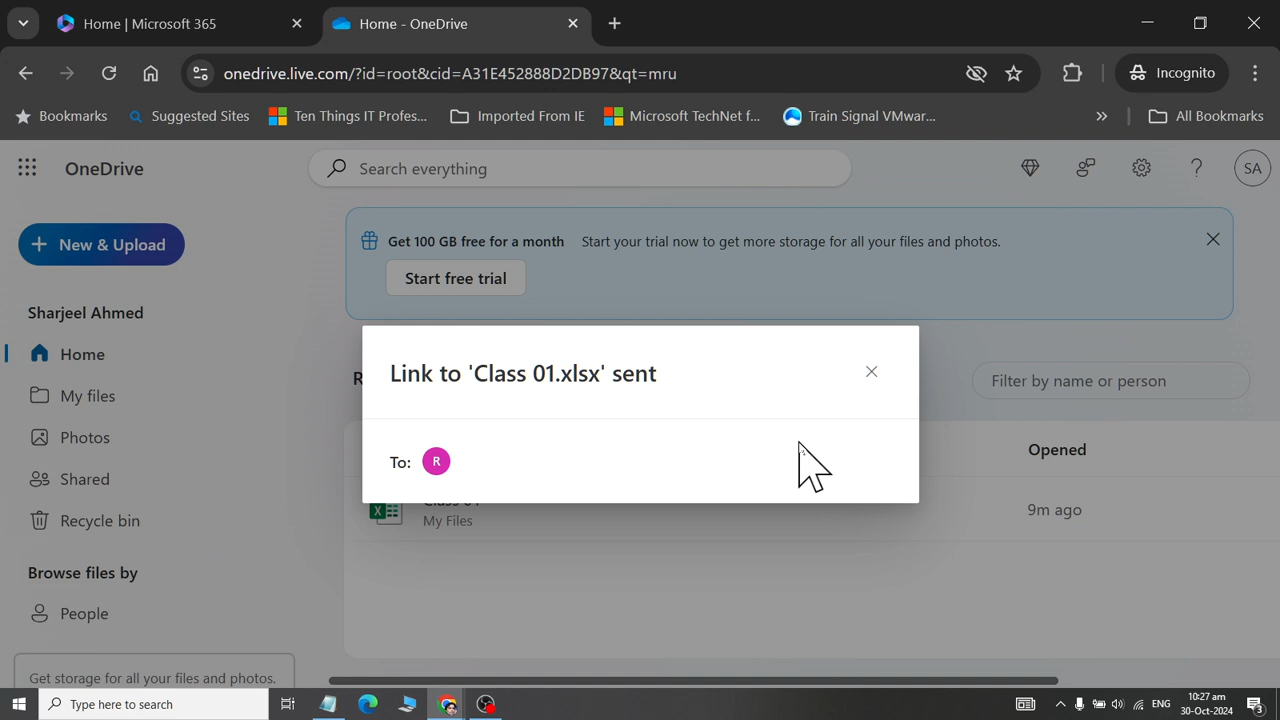 Home | Microsoft 365
Home - OneDrive
onedrive.live.com/?id=root&cid=A31E452888D2DB97&qt=mru
Incognito
Bookmarks
Suggested Sites
Ten Things IT Profes...
Imported From IE
Microsoft TechNet f...
Train Signal VMwar...
»
All Bookmarks
OneDrive
Search everything
SA
New & Upload
Get 100 GB free for a month Start your trial now to get more storage for all your files and photos.
Start free trial
Sharjeel Ahmed
Home
My files
Photos
Shared
Recycle bin
Browse files by
People
Get storage for all your files and photos.
Link to 'Class 01.xlsx' sent
To: R
Filter by name or person
Opened
Class 01
My Files
9m ago
Type here to search
ENG
10:27 am
30-Oct-2024
3